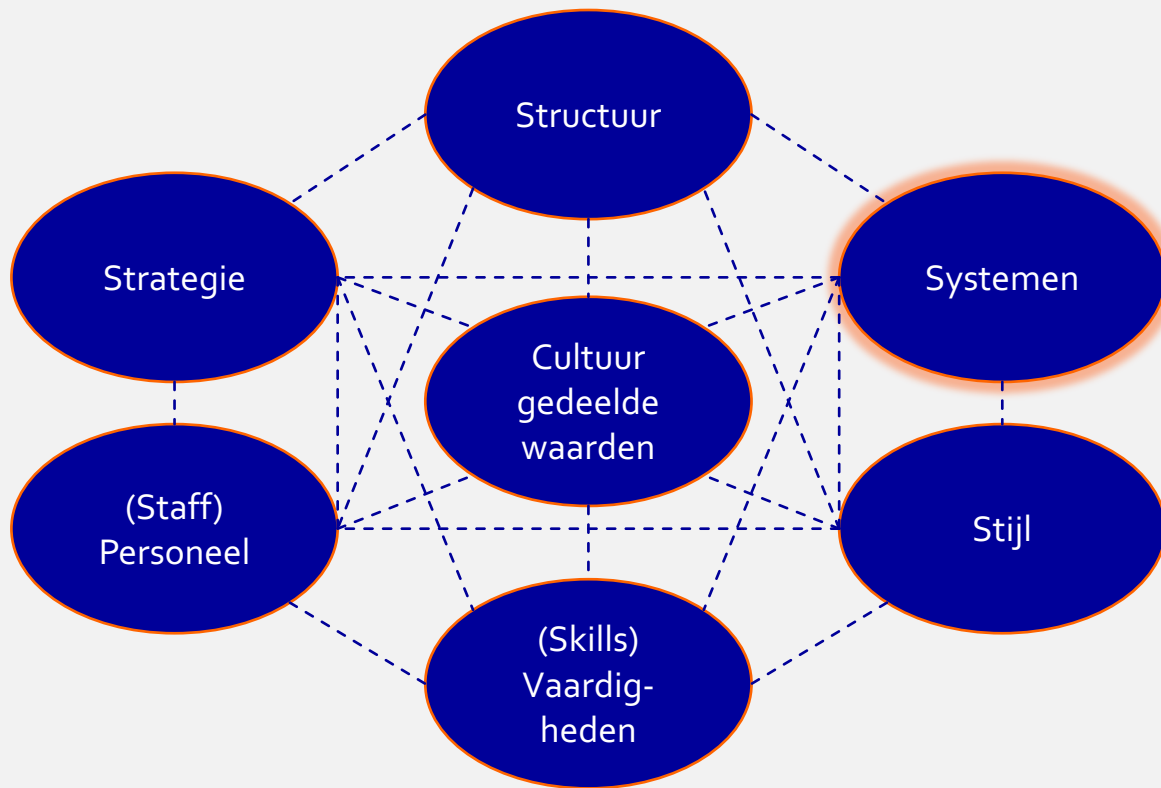 Structuur
Strategie
Systemen
Cultuur
gedeelde
waarden
(Staff)
Personeel
Stijl
(Skills)
Vaardig-
heden